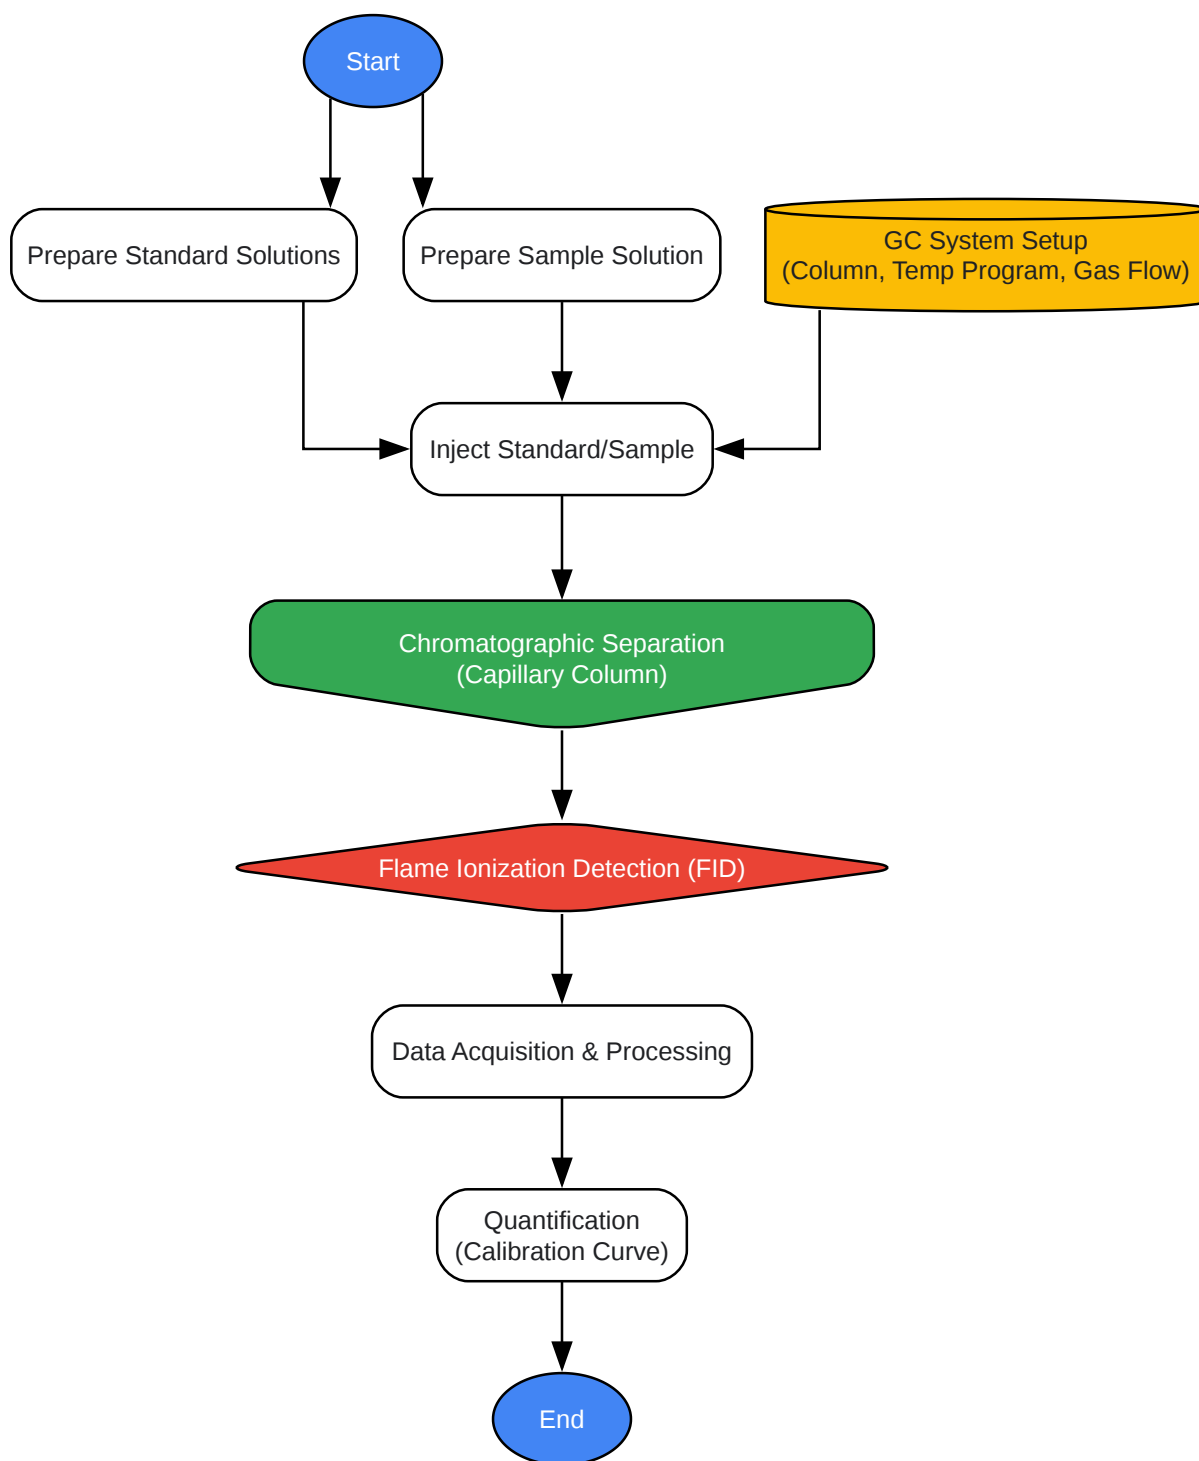 Start
Prepare Standard Solutions
Prepare Sample Solution
GC System Setup
(Column, Temp Program, Gas Flow)
Inject Standard/Sample
Chromatographic Separation
(Capillary Column)
Flame Ionization Detection (FID)
Data Acquisition & Processing
Quantification
(Calibration Curve)
End